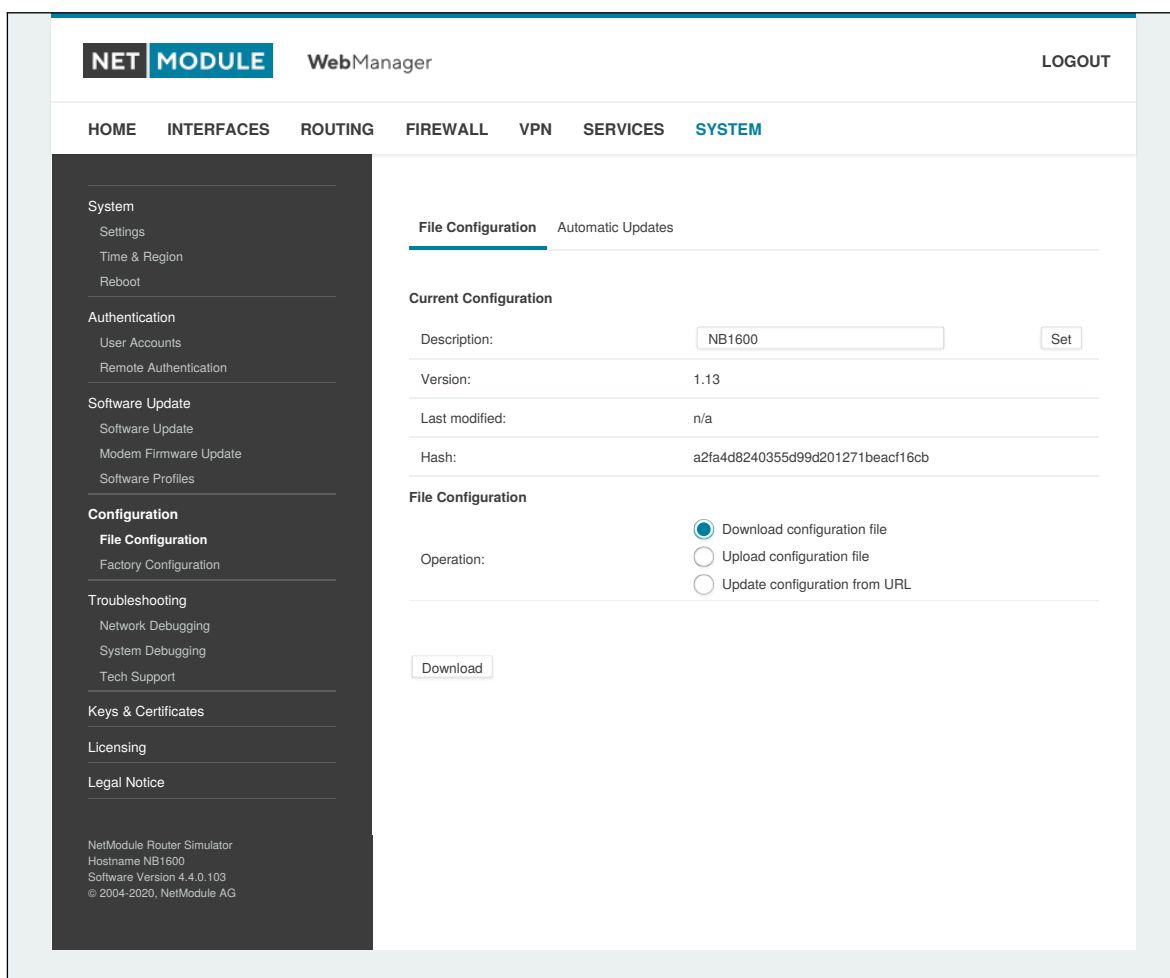 NET MODULE WebManager LOGOUT
HOME INTERFACES ROUTING FIREWALL VPN SERVICES SYSTEM
System
Settings
Time & Region
Reboot
Authentication
User Accounts
Remote Authentication
Software Update
Software Update
Modem Firmware Update
Software Profiles
Configuration
File Configuration
Factory Configuration
Troubleshooting
Network Debugging
System Debugging
Tech Support
Keys & Certificates
Licensing
Legal Notice
NetModule Router Simulator
Hostname NB1600
Software Version 4.4.0.103
© 2004-2020, NetModule AG
File Configuration Automatic Updates
Current Configuration
Description: NB1600 Set
Version: 1.13
Last modified: n/a
Hash: a2fa4d8240355d99d201271beacf16cb
File Configuration
Operation:
Download configuration file
Upload configuration file
Update configuration from URL
Download